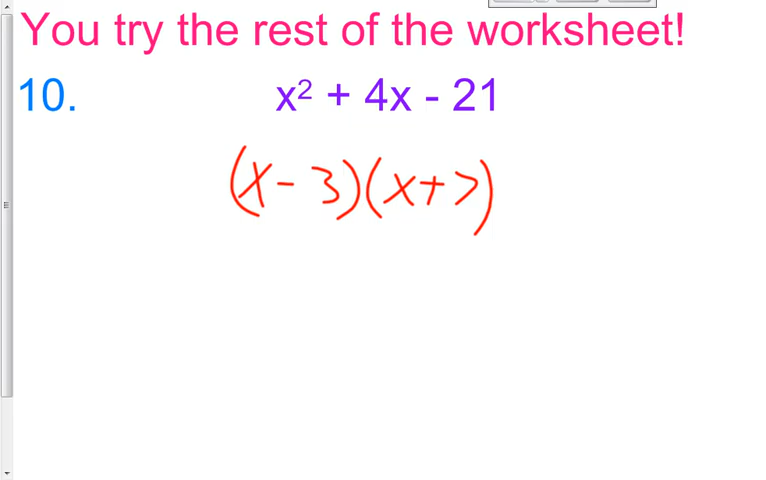 You try the rest of the worksheet!
10. x² + 4x - 21
(x - 3)(x + 7)